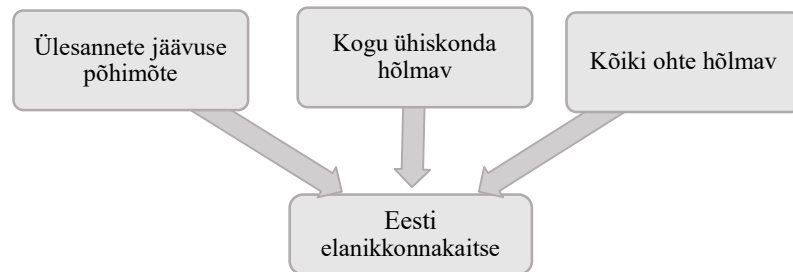 Ülesannete jäävuse
põhimõte
Kogu ühiskonda
hõlmav
Kõiki ohte hõlmav
Eesti
elanikkonnakaitse